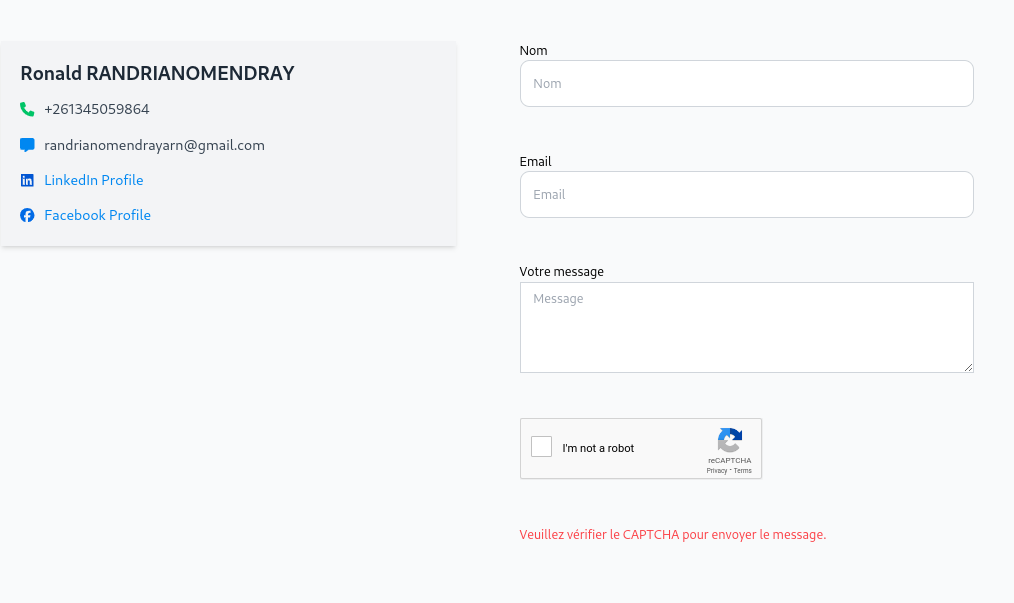 Ronald RANDRIANOMENDRAY
+261345059864
randrianomendrayarn@gmail.com
LinkedIn Profile
Facebook Profile
Nom
Nom
Email
Email
Votre message
Message
I'm not a robot
reCAPTCHA
Privacy - Terms
Veuillez vérifier le CAPTCHA pour envoyer le message.